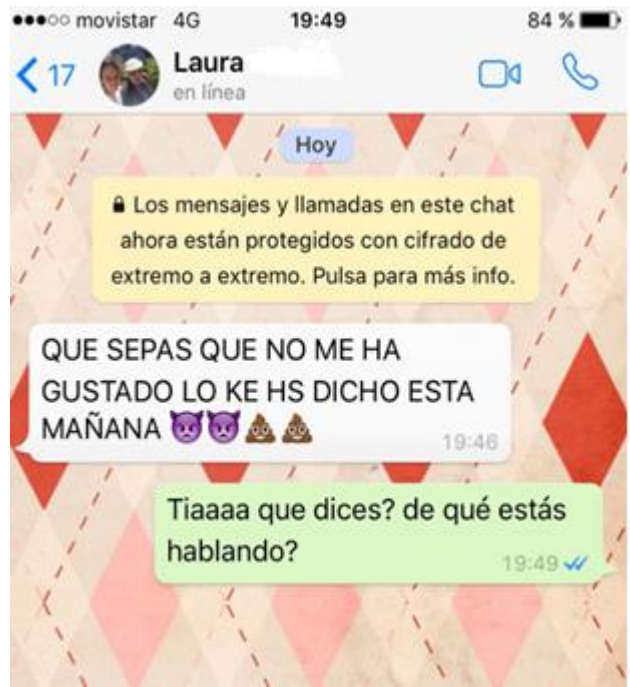 movistar 4G 19:49 84 %
17 Laura
en línea
Hoy
Los mensajes y llamadas en este chat
ahora están protegidos con cifrado de
extremo a extremo. Pulsa para más info.
QUE SEPAS QUE NO ME HA
GUSTADO LO KE HS DICHO ESTA
MAÑANA 👿👿💩💩
19:46
Tiaaaa que dices? de qué estás
hablando?
19:49